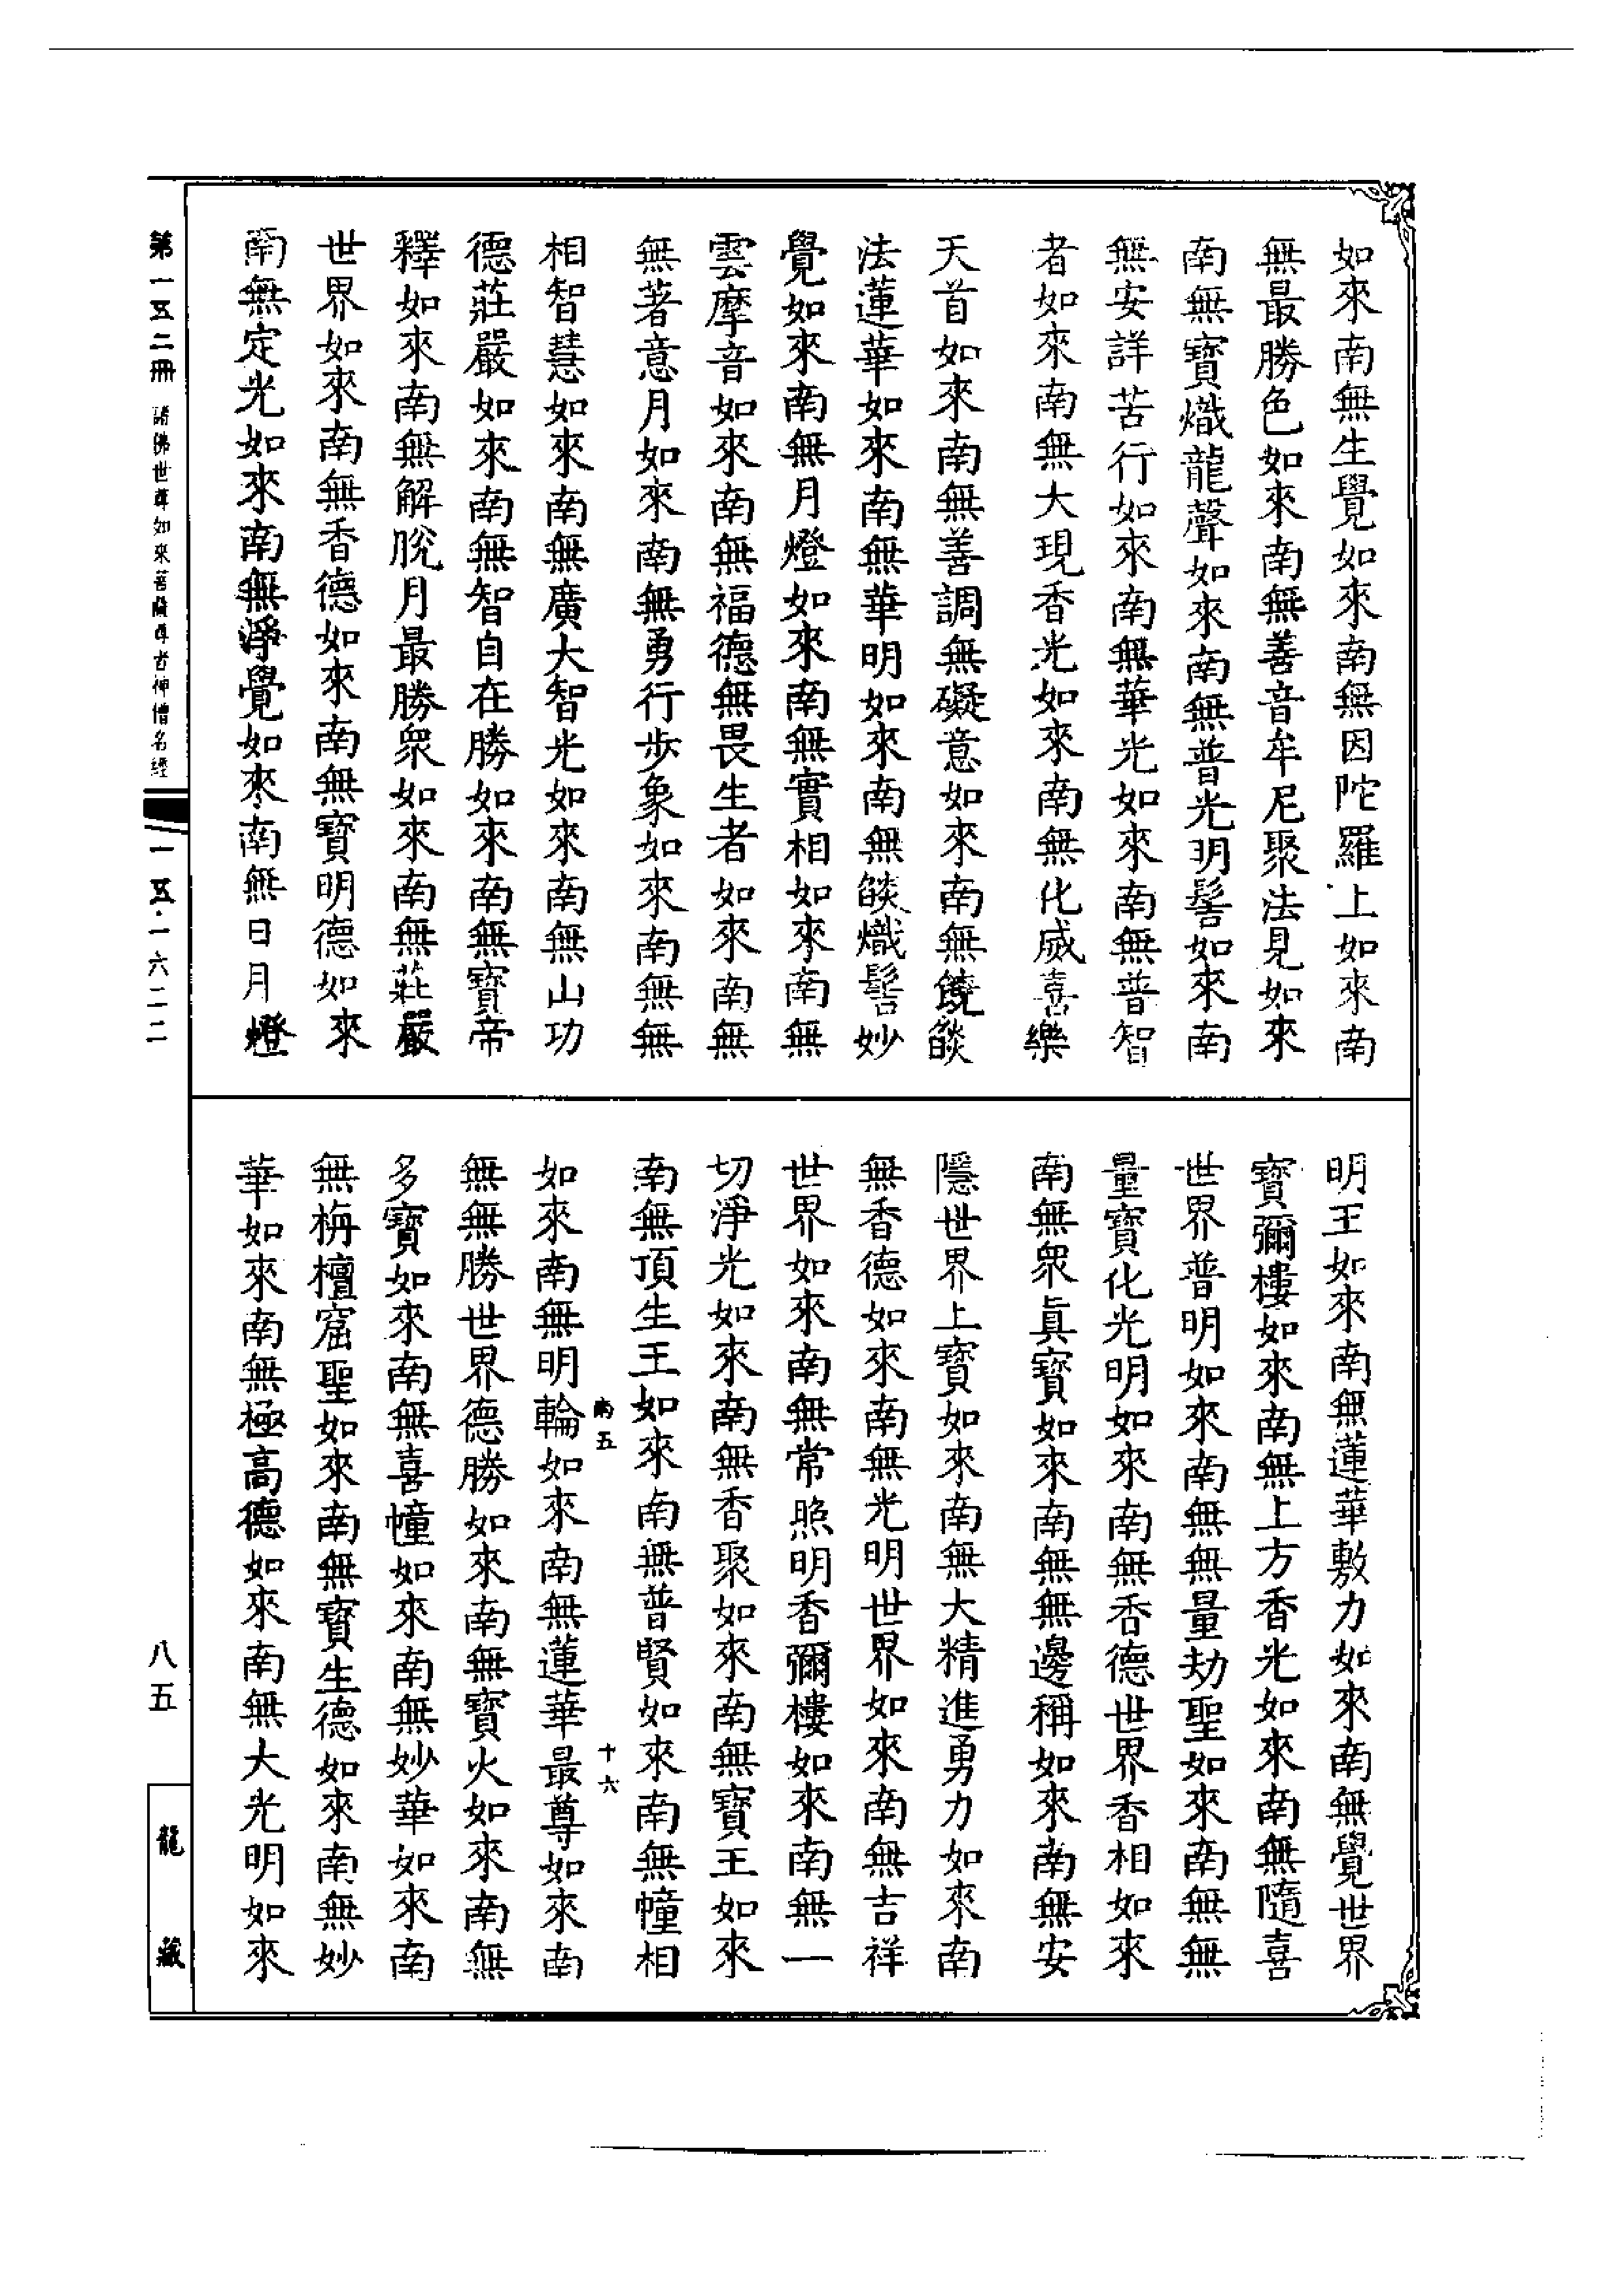 如來南無生覺如來南無因陀羅上如來南
無最勝色如來南無善音牟尼聚法見如來
南無寶熾龍聲如來南無普光明髻如來南
無安詳苦行如來南無華光如來南無普智
者如來南無大現香光如來南無化威喜樂
天首如來南無善調無礙意如來南無饒燄
法蓮華如來南無華明如來南無燄熾髻妙
覺如來南無月燈如來南無實相如來南無
雲摩音如來南無福德無畏生者如來南無
無著意月如來南無勇行步象如來南無無
相智慧如來南無廣大智光如來南無山功
德莊嚴如來南無智自在勝如來南無寶帝
釋如來南無解脫月最勝眾如來南無莊嚴
世界如來南無香德如來南無寶明德如來
南無定光如來南無淨覺如來南無日月燈
明王如來南無蓮華敷力如來南無覺世界
寶彌樓如來南無上方香光如來南無隨喜
世界普明如來南無無量劫聖如來南無無
量寶化光明如來南無香德世界香相如來
南無眾真寶如來南無無邊稱如來南無安
隱世界上寶如來南無大精進勇力如來南
無香德如來南無光明世界如來南無吉祥
世界如來南無常照明香彌樓如來南無一
切淨光如來南無香聚如來南無寶王如來
南無頂生王如來南無普賢如來南無幢相
南五 十六
如來南無明輪如來南無蓮華最尊如來南
無無勝世界德勝如來南無寶火如來南無
多寶如來南無喜幢如來南無妙華如來南
無栴檀窟聖如來南無寶生德如來南無妙
華如來南無極高德如來南無大光明如來
第一五二冊 諸佛世尊如來菩薩尊者神僧名經 一五·一六二二
八五
龍藏